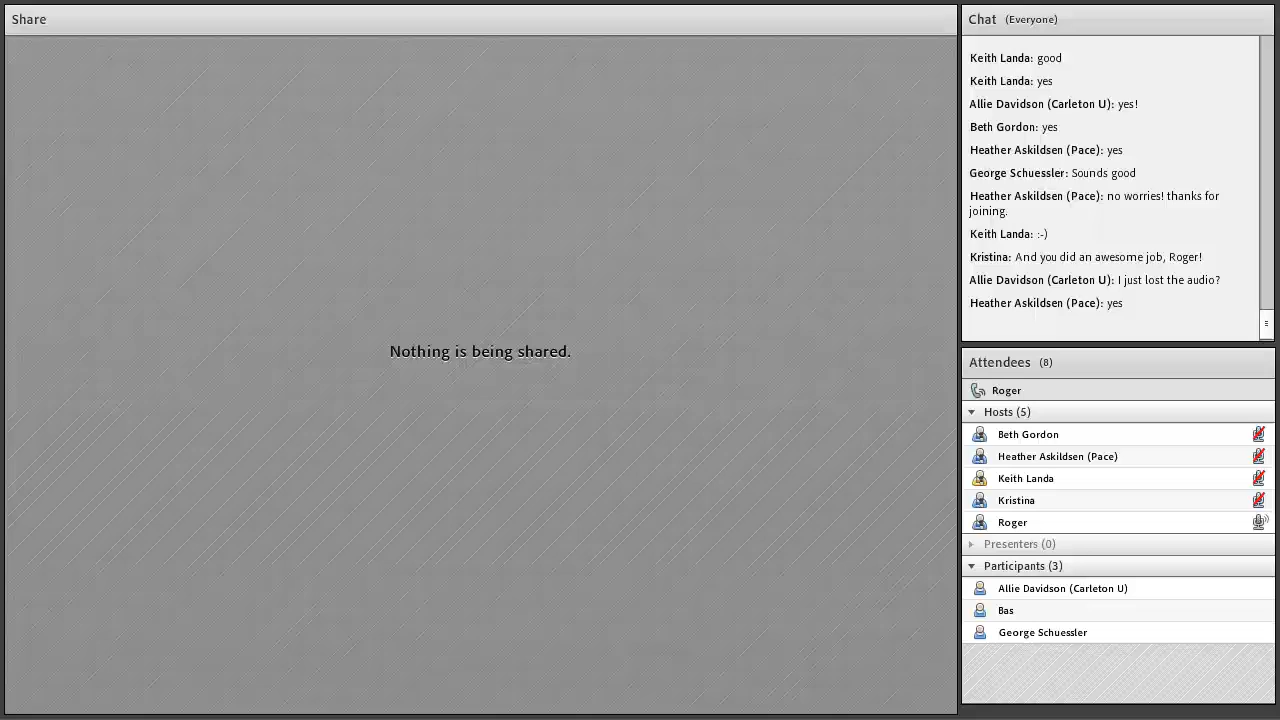 Share
Nothing is being shared.
Chat (Everyone)
Keith Landa: good
Keith Landa: yes
Allie Davidson (Carleton U): yes!
Beth Gordon: yes
Heather Askildsen (Pace): yes
George Schuessler: Sounds good
Heather Askildsen (Pace): no worries! thanks for
joining.
Keith Landa: :-)
Kristina: And you did an awesome job, Roger!
Allie Davidson (Carleton U): I just lost the audio?
Heather Askildsen (Pace): yes
Attendees (8)
Roger
Hosts (5)
Beth Gordon
Heather Askildsen (Pace)
Keith Landa
Kristina
Roger
Presenters (0)
Participants (3)
Allie Davidson (Carleton U)
Bas
George Schuessler